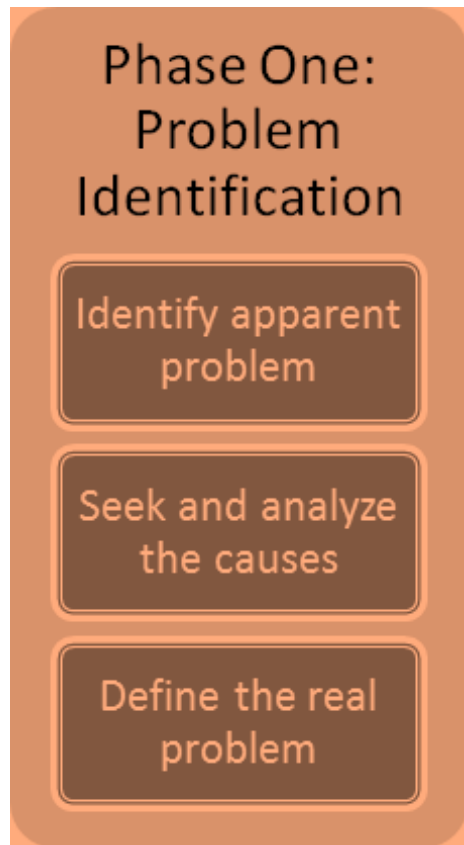 Phase One:
Problem
Identification
Identify apparent
problem
Seek and analyze
the causes
Define the real
problem